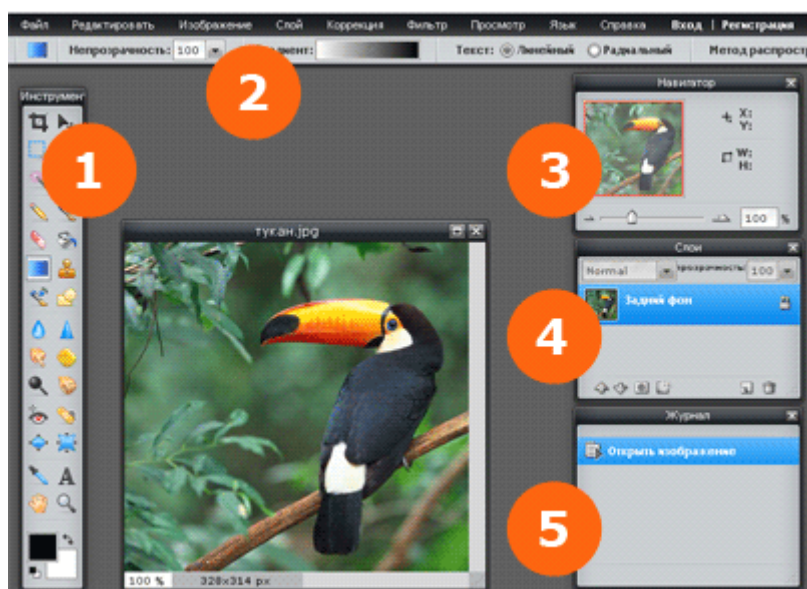 Файл Редактировать Изображение Слой Коррекция Фильтр Просмотр Язык Справка Вход | Регистрация
Непрозрачность: 100 Текст: Линейный Радиальный Метод
2
Инструмен
1
Навигатор
X:
Y:
W:
H:
3
100 %
тукан.jpg
Слои
Normal 100
Задний фон
4
Журнал
Открыть изображение
5
100 % 328x314 px